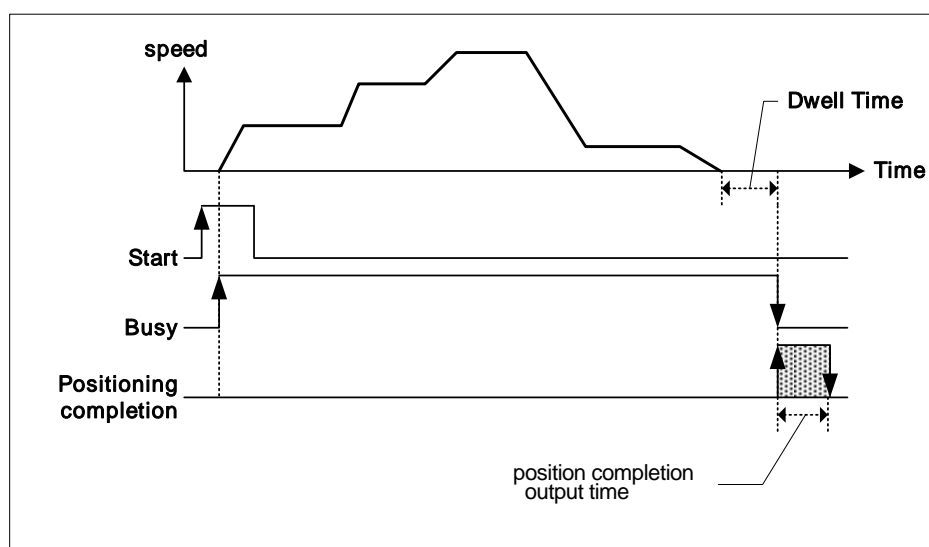 speed
Dwell Time
Time
Start
Busy
Positioning
completion
position completion
output time